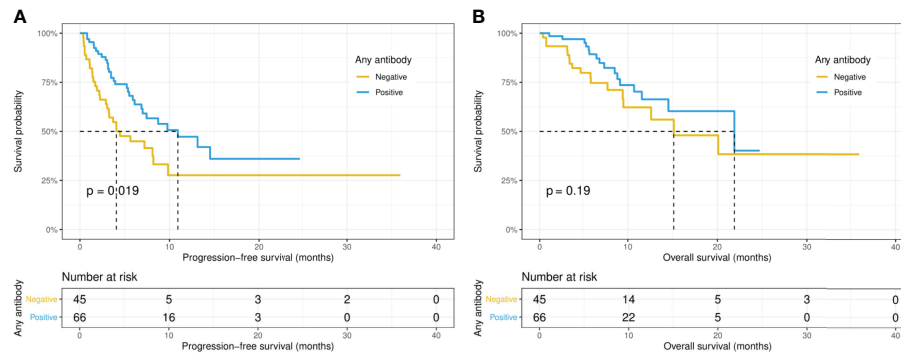 A
100%
75%
50%
25%
0%
Survival probability
Any antibody
Negative
Positive
p = 0.019
0 10 20 30 40
Progression−free survival (months)
Number at risk
Any antibody
Negative 45 5 3 2 0
Positive 66 16 3 0 0
0 10 20 30 40
Progression−free survival (months)
B
100%
75%
50%
25%
0%
Survival probability
Any antibody
Negative
Positive
p = 0.19
0 10 20 30 40
Overall survival (months)
Number at risk
Any antibody
Negative 45 14 5 3 0
Positive 66 22 5 0 0
0 10 20 30 40
Overall survival (months)